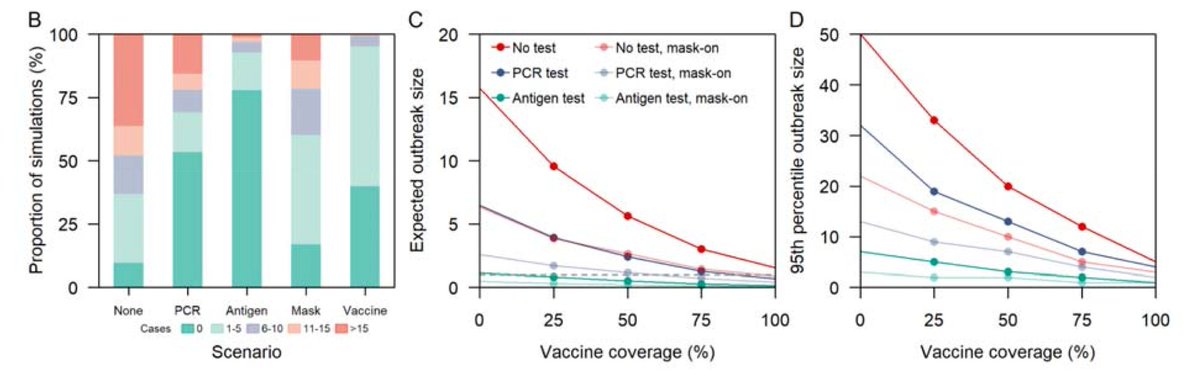 B
Proportion of simulations (%)
100
75
50
25
0
None PCR Antigen Mask Vaccine
Cases 0 1-5 6-10 11-15 >15
Scenario
C
Expected outbreak size
20
15
10
5
0
No test No test, mask-on
PCR test PCR test, mask-on
Antigen test Antigen test, mask-on
0 25 50 75 100
Vaccine coverage (%)
D
95th percentile outbreak size
50
40
30
20
10
0
0 25 50 75 100
Vaccine coverage (%)